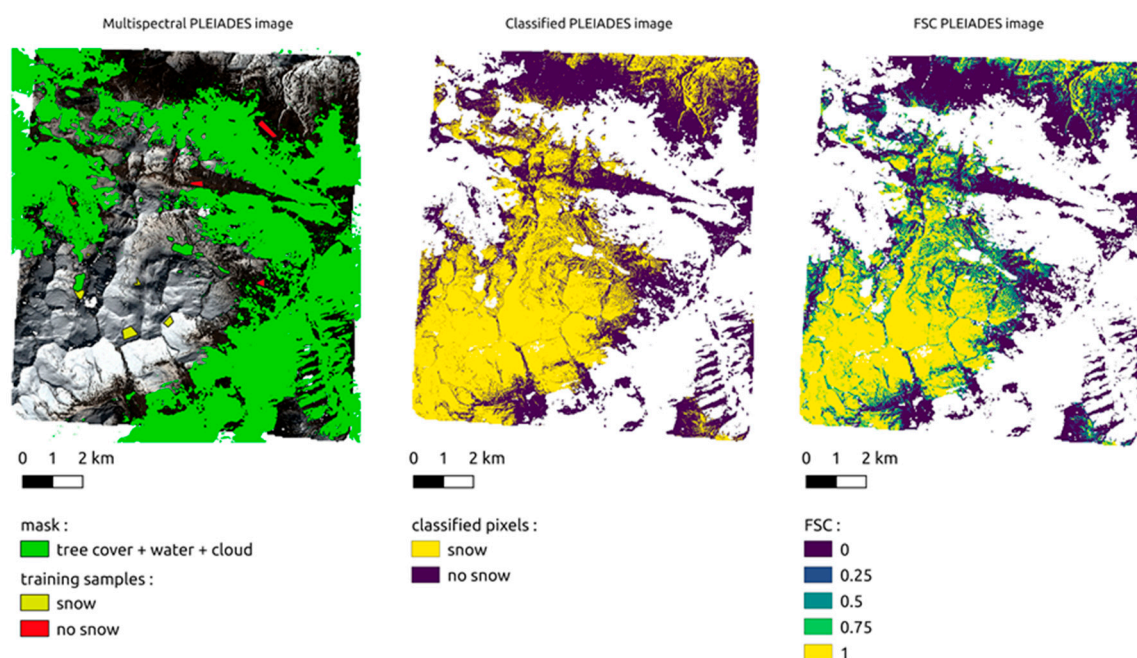 Multispectral PLEIADES image
Classified PLEIADES image
FSC PLEIADES image
0 1 2 km
0 1 2 km
0 1 2 km
mask :
tree cover + water + cloud
training samples :
snow
no snow
classified pixels :
snow
no snow
FSC :
0
0.25
0.5
0.75
1